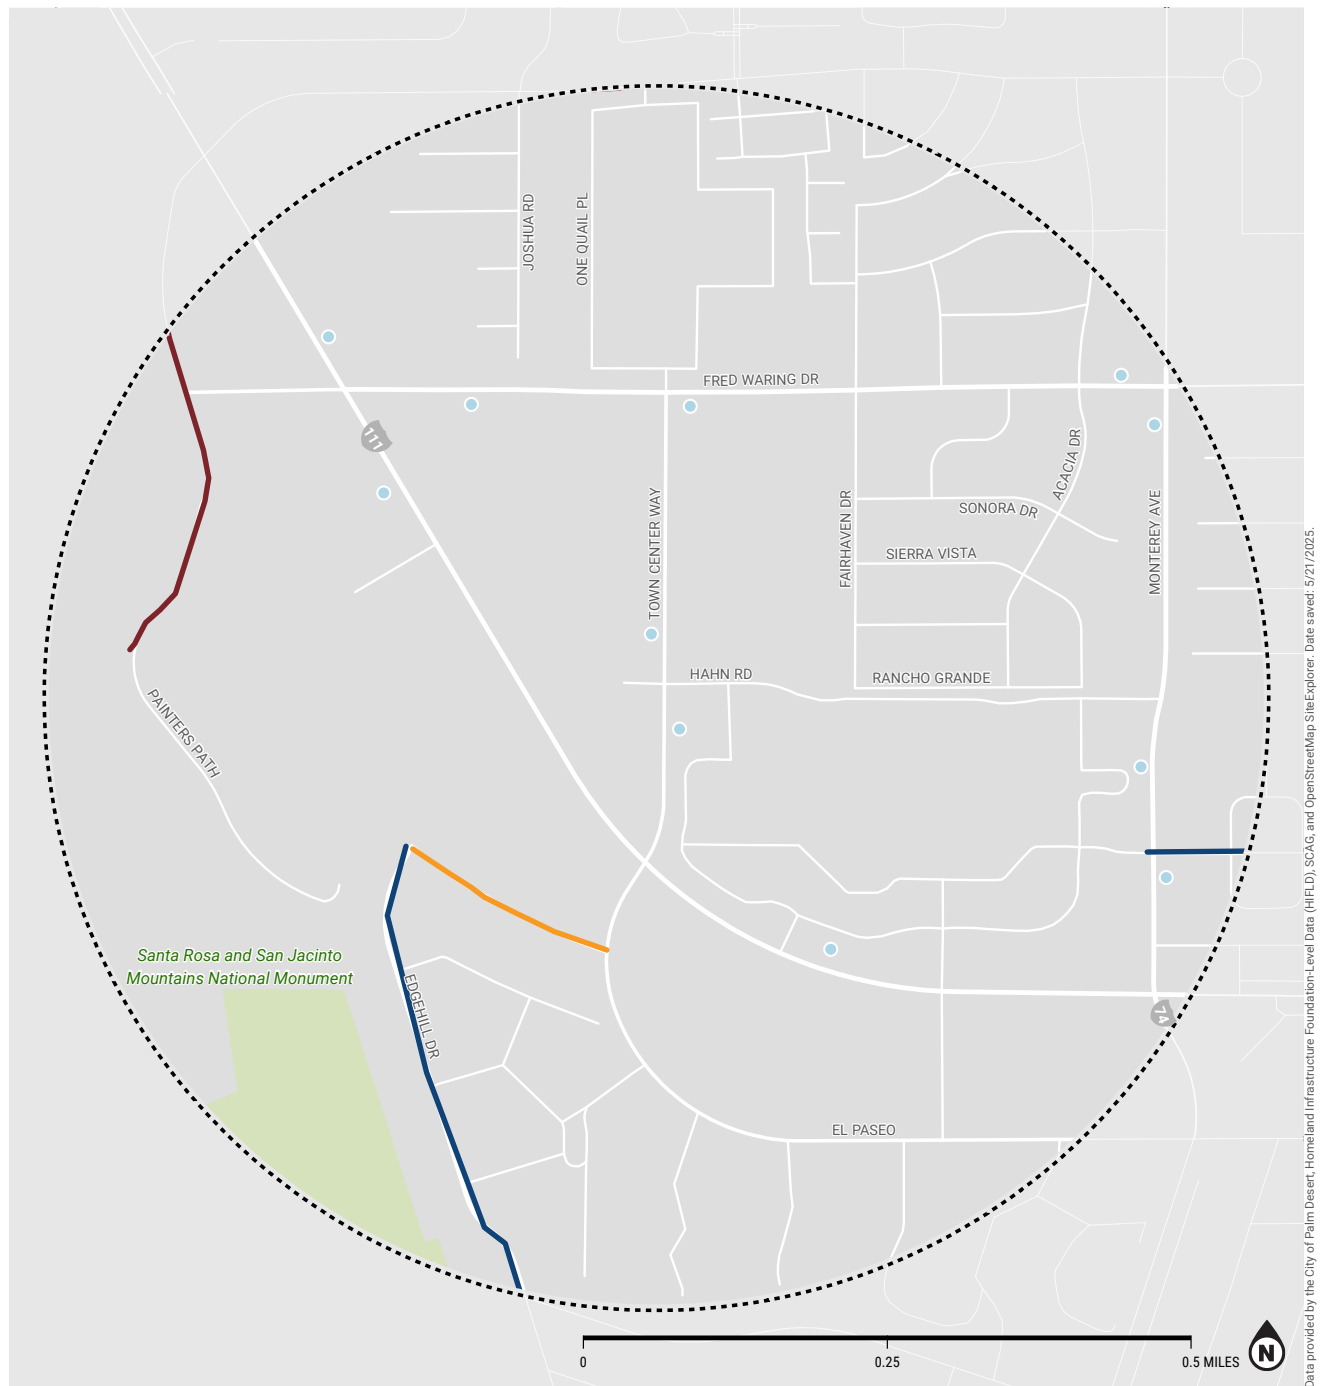 JOSHUA RD
ONE QUAIL PL
FRED WARING DR
111
ACACIA DR
TOWN CENTER WAY
FAIRHAVEN DR
MONTEREY AVE
SONORA DR
SIERRA VISTA
HAHN RD
RANCHO GRANDE
PAINTERS PATH
Santa Rosa and San Jacinto
Mountains National Monument
EDGEHILL DR
74
EL PASEO
0
0.25
0.5 MILES
N
Data provided by the City of Palm Desert, Homeland Infrastructure Foundation-Level Data (HIFLD), SCAG, and OpenStreetMap SiteExplorer. Date saved: 5/21/2025.